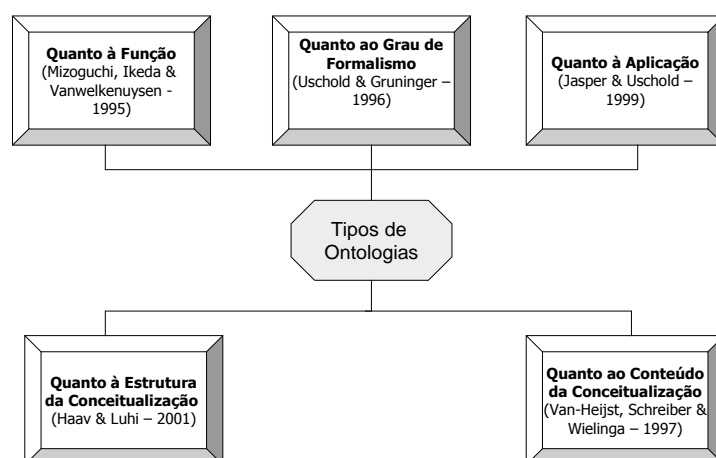 Quanto à Função
(Mizoguchi, Ikeda &
Vanwelkenuysen -
1995)
Quanto ao Grau de
Formalismo
(Uschold & Gruninger –
1996)
Quanto à Aplicação
(Jasper & Uschold –
1999)
Tipos de
Ontologias
Quanto à Estrutura
da Conceitualização
(Haav & Luhi – 2001)
Quanto ao Conteúdo
da Conceitualização
(Van-Heijst, Schreiber &
Wielinga – 1997)